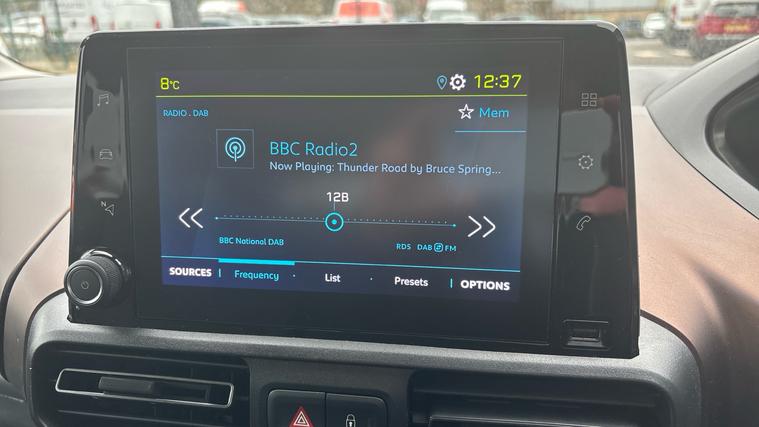 8°C
12:37
RADIO . DAB
Mem
BBC Radio2
Now Playing: Thunder Road by Bruce Spring...
12B
BBC National DAB
RDS DAB FM
SOURCES | Frequency · List · Presets | OPTIONS
N